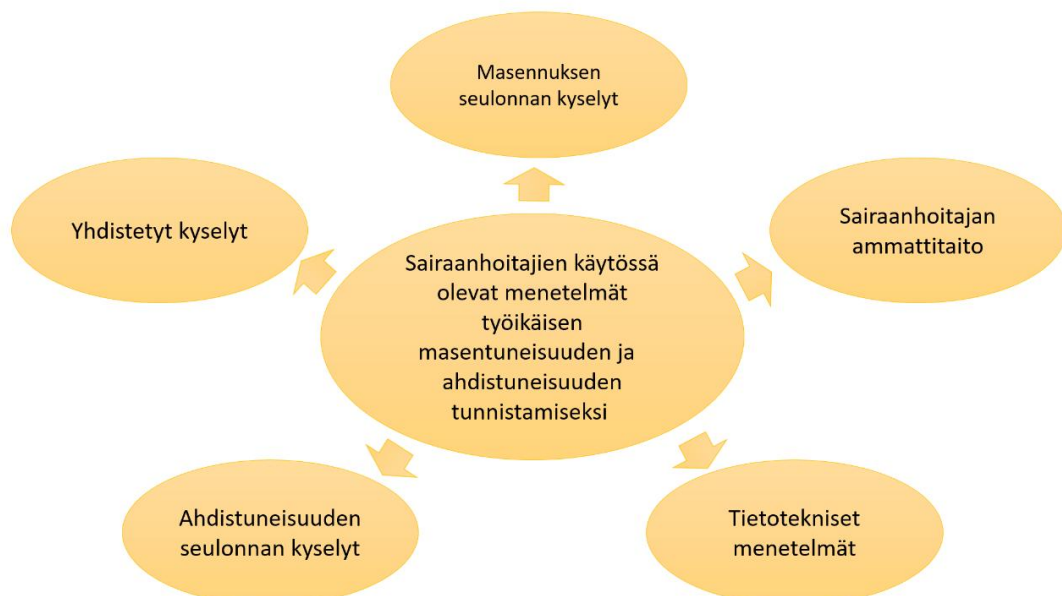 Masennuksen
seulonnan kyselyt
Yhdistetyt kyselyt
Sairaanhoitajan
ammattitaito
Sairaanhoitajien käytössä
olevat menetelmät
työikäisen
masentuneisuuden ja
ahdistuneisuuden
tunnistamiseksi
Ahdistuneisuuden
seulonnan kyselyt
Tietotekniset
menetelmät